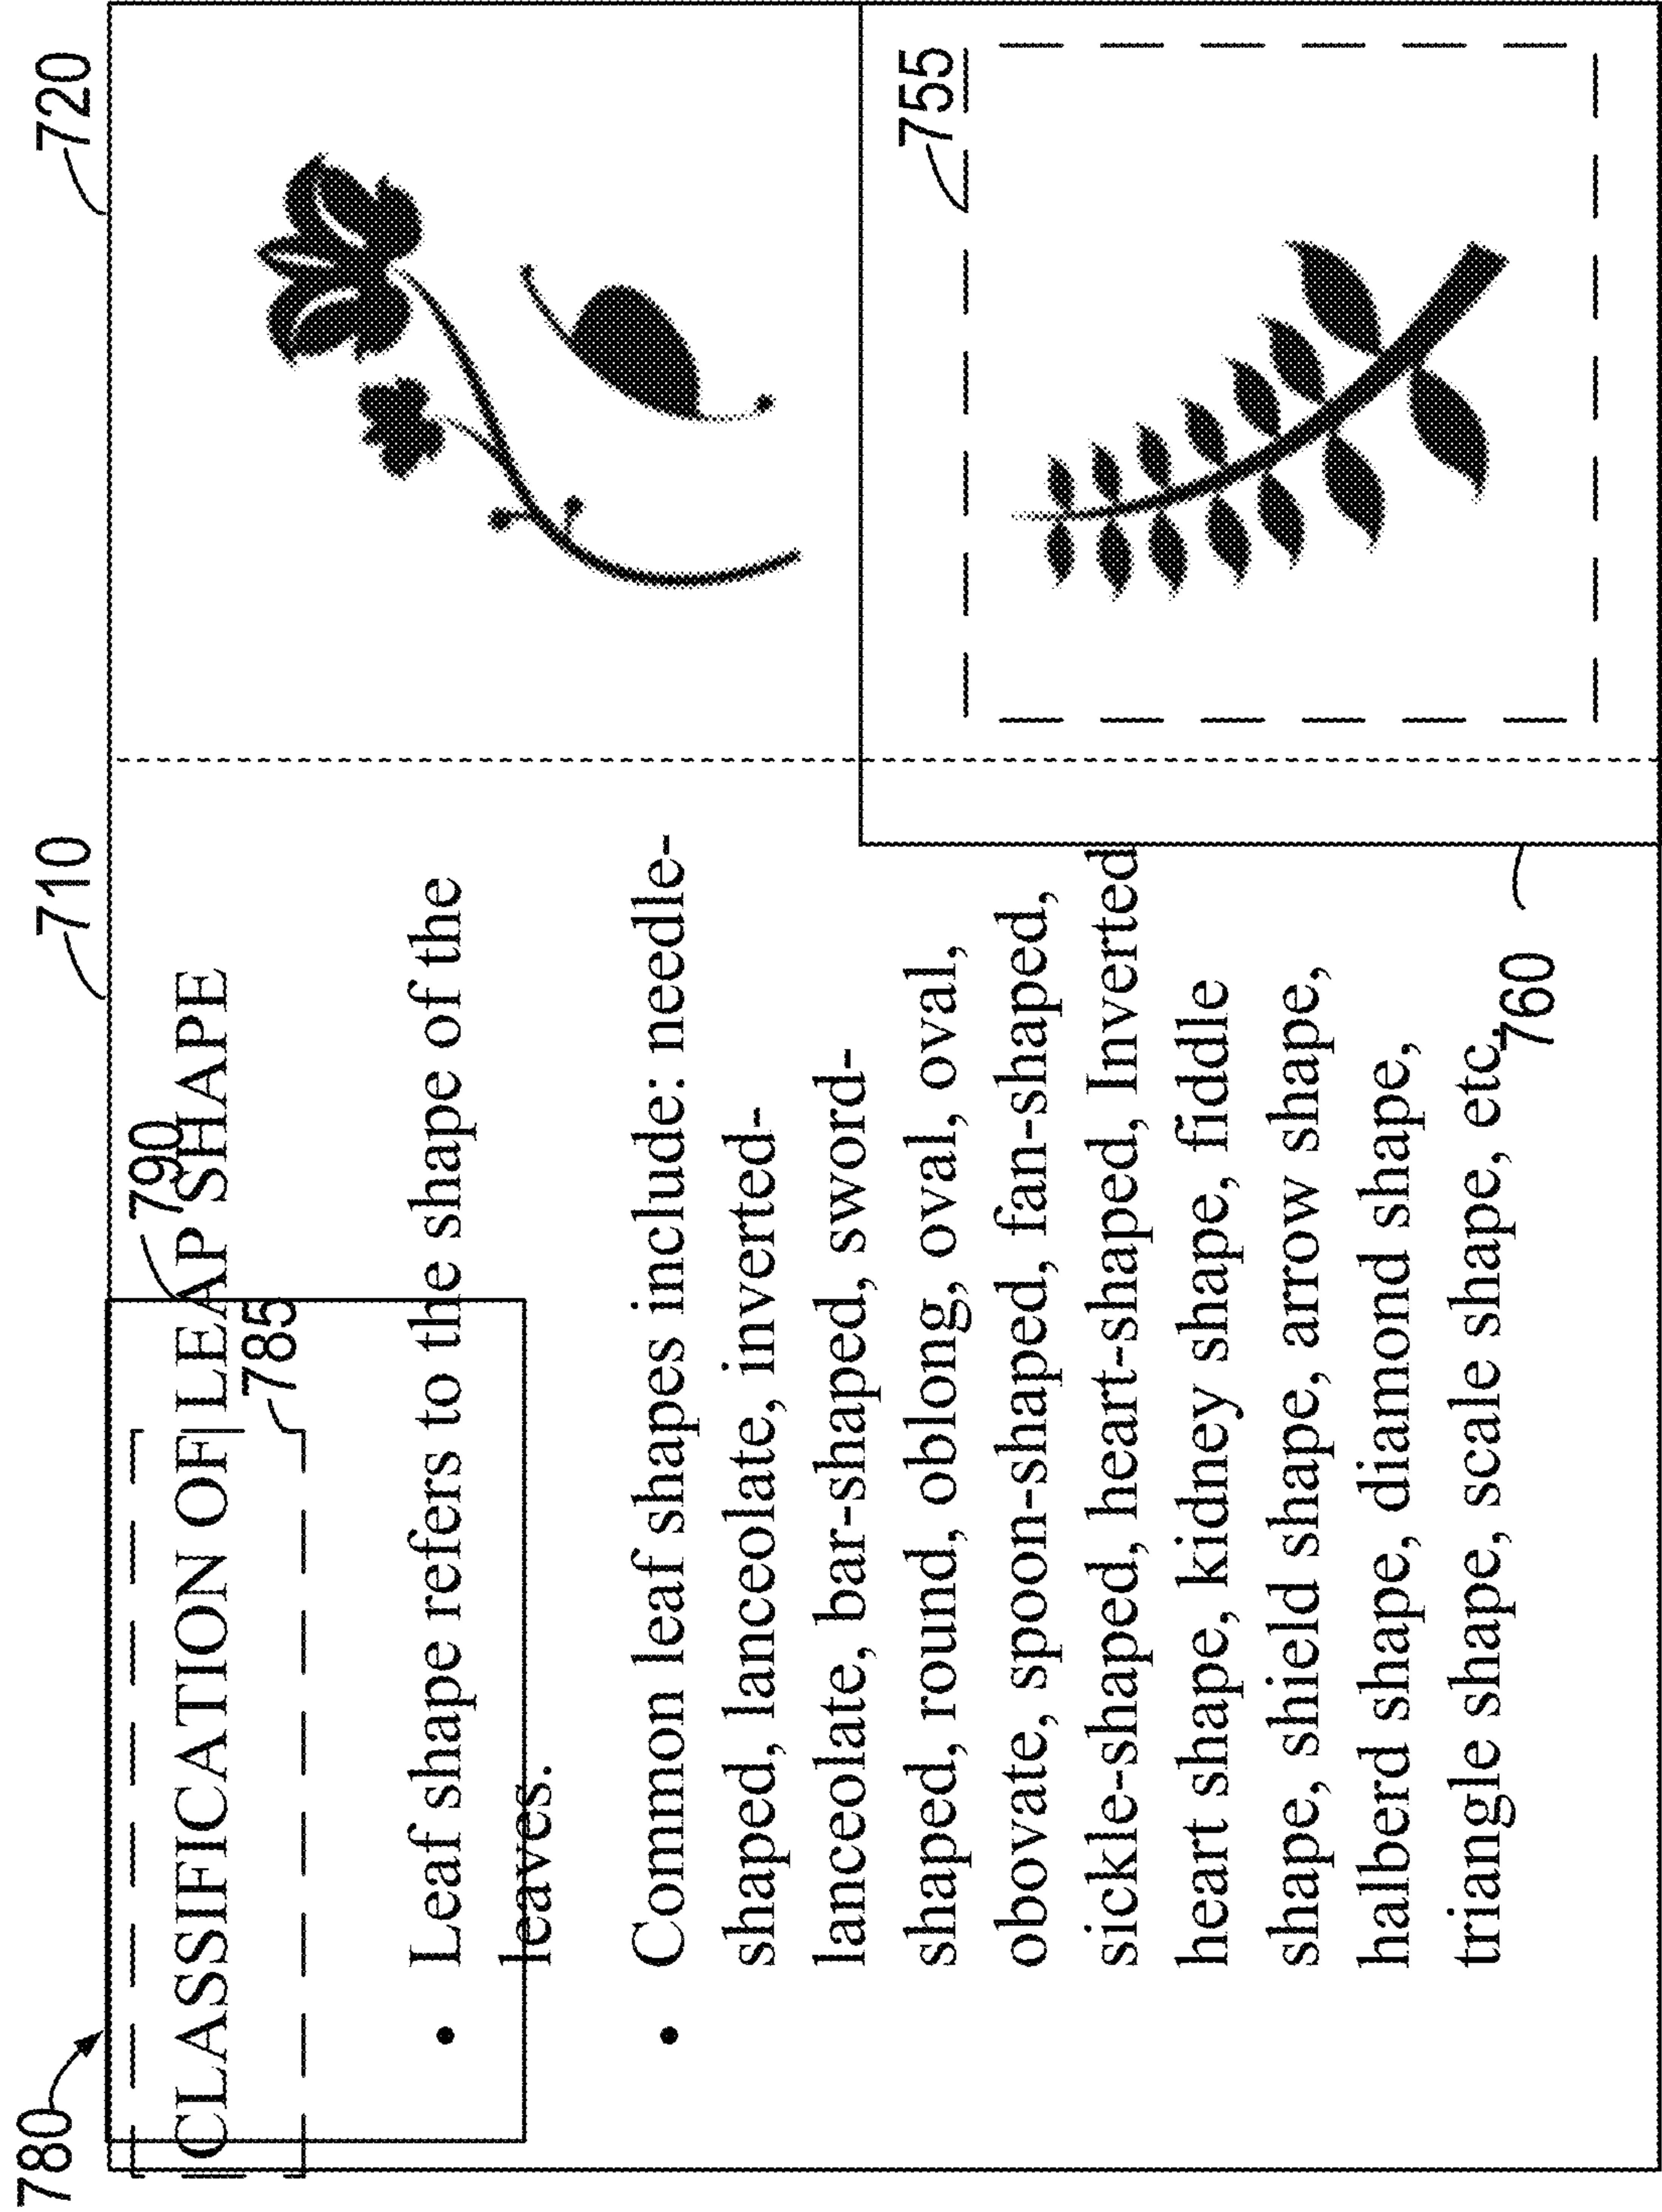 780
710
720
790
CLASSIFICATION OF LEAP SHAPE
785
• Leaf shape refers to the shape of the
leaves.
• Common leaf shapes include: needle-
shaped, lanceolate, inverted-
lanceolate, bar-shaped, sword-
shaped, round, oblong, oval, oval,
obovate, spoon-shaped, fan-shaped,
sickle-shaped, heart-shaped, Inverted
heart shape, kidney shape, fiddle
shape, shield shape, arrow shape,
halberd shape, diamond shape,
triangle shape, scale shape, etc.
755
760